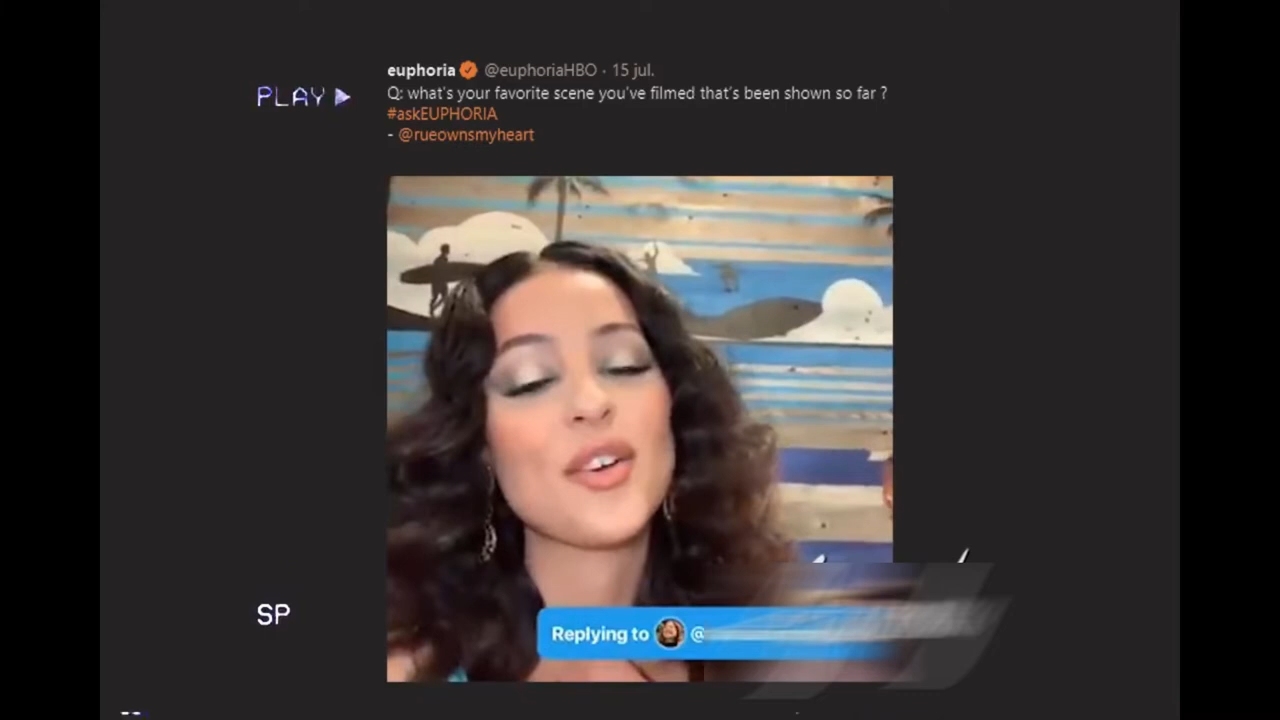 euphoria @euphoriaHBO · 15 jul.
PLAY
Q: what's your favorite scene you've filmed that's been shown so far ?
#askEUPHORIA
- @rueownsmyheart
SP
Replying to @